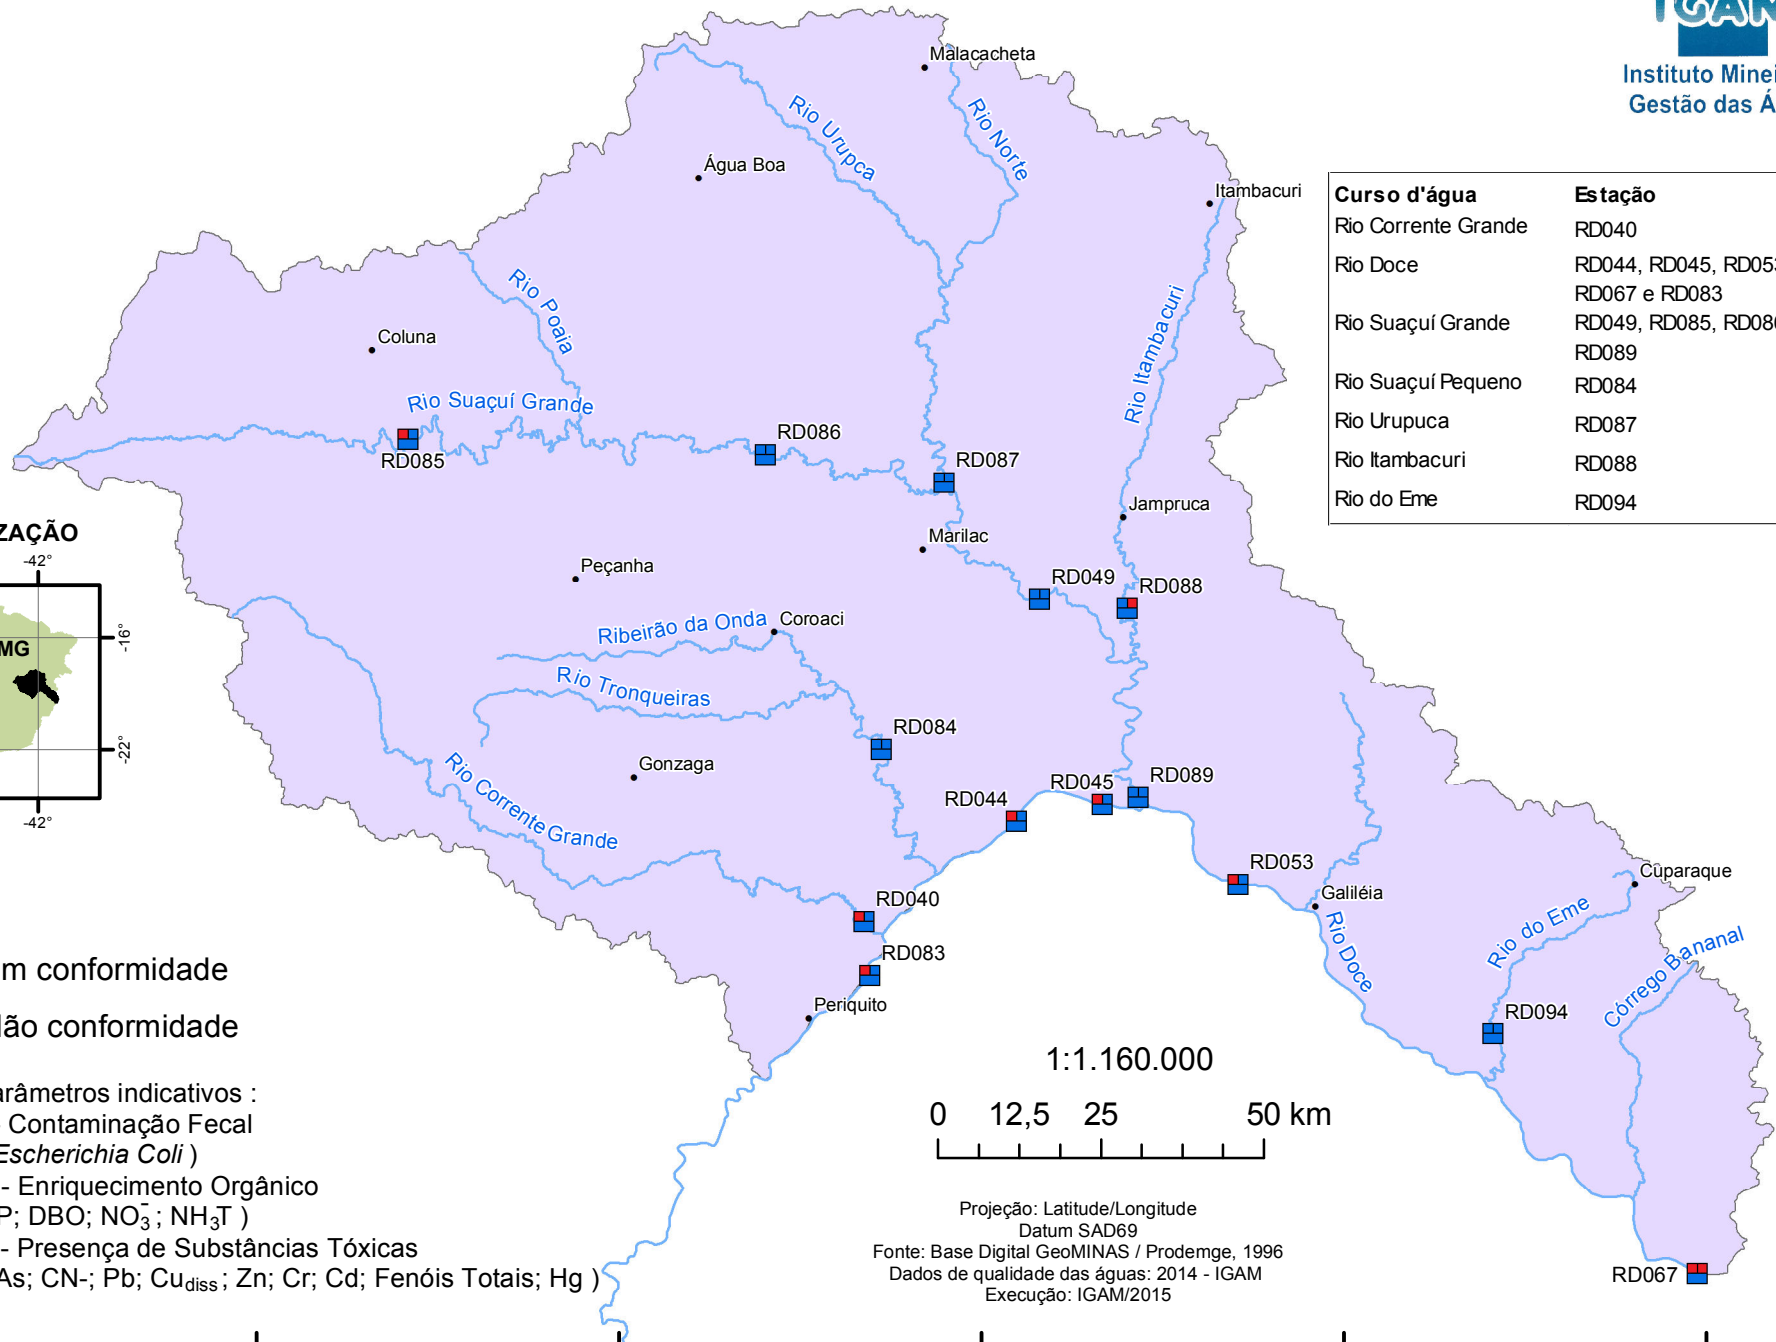 IGAM
Instituto Minei
Gestão das Á
Malacacheta
Rio Urupca
Rio Norte
Água Boa
Itambacuri
Curso d'água Estação
Rio Corrente Grande RD040
Rio Doce RD044, RD045, RD053
RD067 e RD083
Rio Suaçuí Grande RD049, RD085, RD086
RD089
Rio Suaçuí Pequeno RD084
Rio Urupuca RD087
Rio Itambacuri RD088
Rio do Eme RD094
Rio Poaia
Rio Itambacuri
Coluna
Rio Suaçuí Grande
RD085
RD086
RD087
Jampruca
Marilac
ZAÇÃO
-42°
-16°
MG
-22°
-42°
Peçanha
RD049
RD088
Ribeirão da Onda
Coroaci
Rio Tronqueiras
RD084
Gonzaga
Rio Corrente Grande
RD044
RD045
RD089
RD053
Galiléia
Cuparaque
RD040
Rio Doce
Rio do Eme
Córrego Bananal
RD083
Periquito
RD094
m conformidade
ão conformidade
arâmetros indicativos :
Contaminação Fecal
Escherichia Coli )
- Enriquecimento Orgânico
P; DBO; NO3-; NH3T )
- Presença de Substâncias Tóxicas
As; CN-; Pb; Cudiss; Zn; Cr; Cd; Fenóis Totais; Hg )
1:1.160.000
0 12,5 25 50 km
Projeção: Latitude/Longitude
Datum SAD69
Fonte: Base Digital GeoMINAS / Prodemge, 1996
Dados de qualidade das águas: 2014 - IGAM
Execução: IGAM/2015
RD067